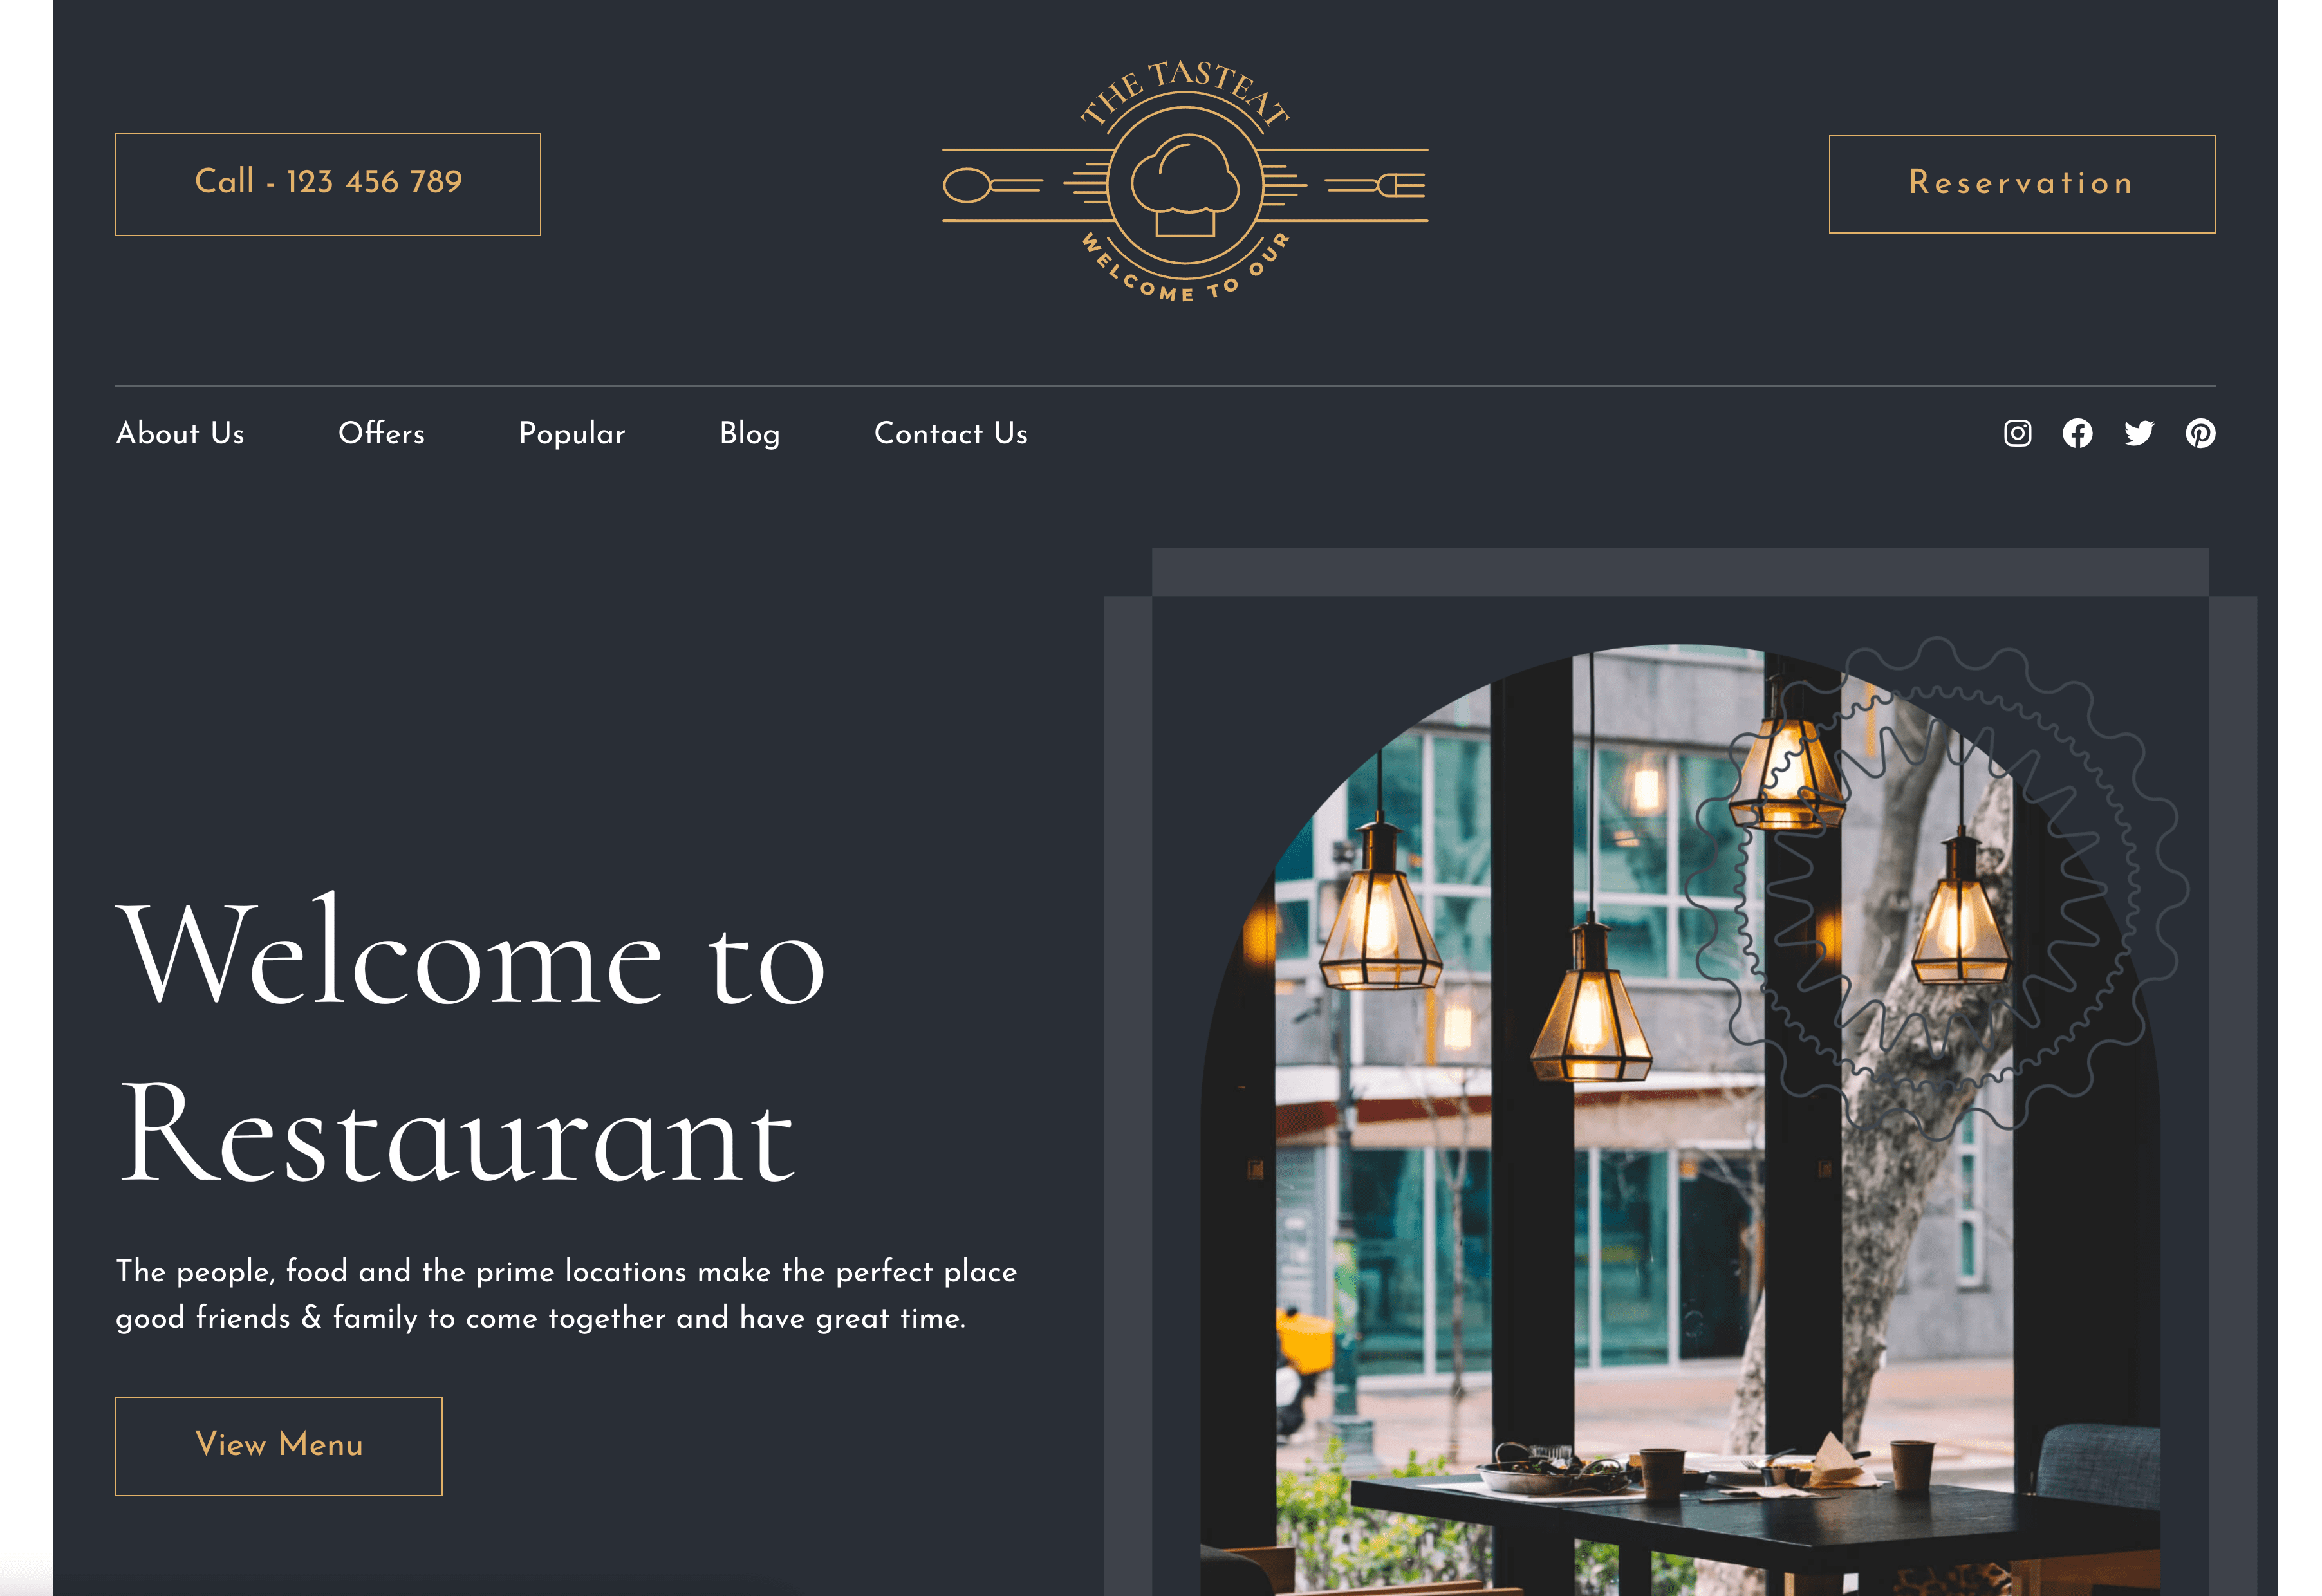 Call - 123 456 789
THE TASTEAT
WELCOME TO OUR
Reservation
About Us
Offers
Popular
Blog
Contact Us
Welcome to
Restaurant
The people, food and the prime locations make the perfect place
good friends & family to come together and have great time.
View Menu